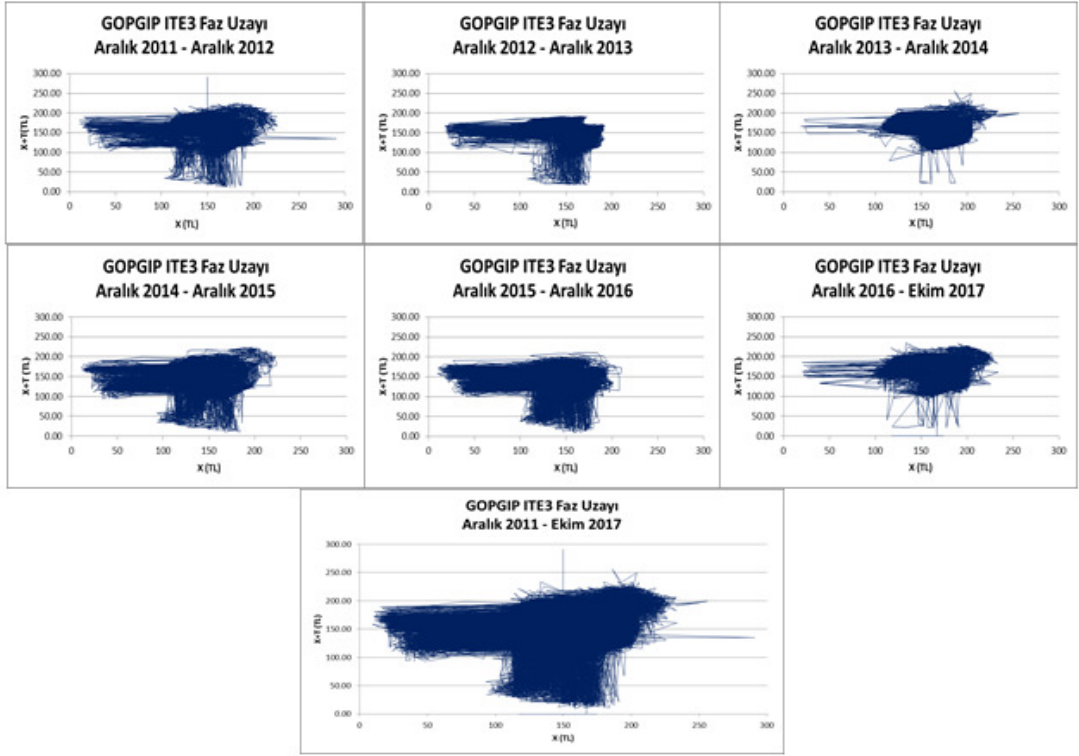 GOPGIP ITE3 Faz Uzayı
Aralık 2011 - Aralık 2012
300.00
250.00
200.00
150.00
100.00
50.00
0.00
X+T(TL)
0 50 100 150 200 250 300
X (TL)
GOPGIP ITE3 Faz Uzayı
Aralık 2012 - Aralık 2013
300.00
250.00
200.00
150.00
100.00
50.00
0.00
X+T (TL)
0 50 100 150 200 250 300
X (TL)
GOPGIP ITE3 Faz Uzayı
Aralık 2013 - Aralık 2014
300.00
250.00
200.00
150.00
100.00
50.00
0.00
X+T (TL)
0 50 100 150 200 250 300
X (TL)
GOPGIP ITE3 Faz Uzayı
Aralık 2014 - Aralık 2015
300.00
250.00
200.00
150.00
100.00
50.00
0.00
X+T (TL)
0 50 100 150 200 250 300
X (TL)
GOPGIP ITE3 Faz Uzayı
Aralık 2015 - Aralık 2016
300.00
250.00
200.00
150.00
100.00
50.00
0.00
X+T (TL)
0 50 100 150 200 250 300
X (TL)
GOPGIP ITE3 Faz Uzayı
Aralık 2016 - Ekim 2017
300.00
250.00
200.00
150.00
100.00
50.00
0.00
X+T (TL)
0 50 100 150 200 250 300
X (TL)
GOPGIP ITE3 Faz Uzayı
Aralık 2011 - Ekim 2017
300.00
250.00
200.00
150.00
100.00
50.00
0.00
X+T (TL)
0 50 100 150 200 250 300
X (TL)